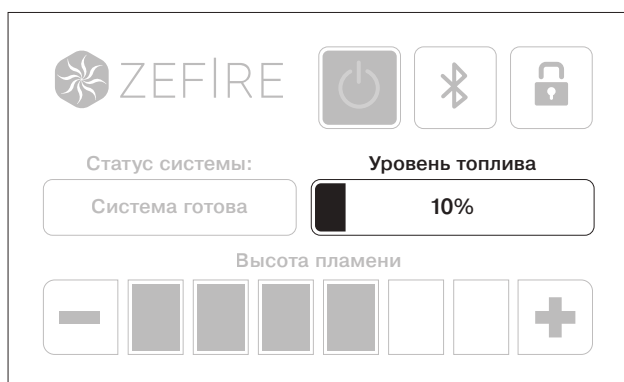 ZEFIRE
Статус системы:
Уровень топлива
Система готова
10%
Высота пламени